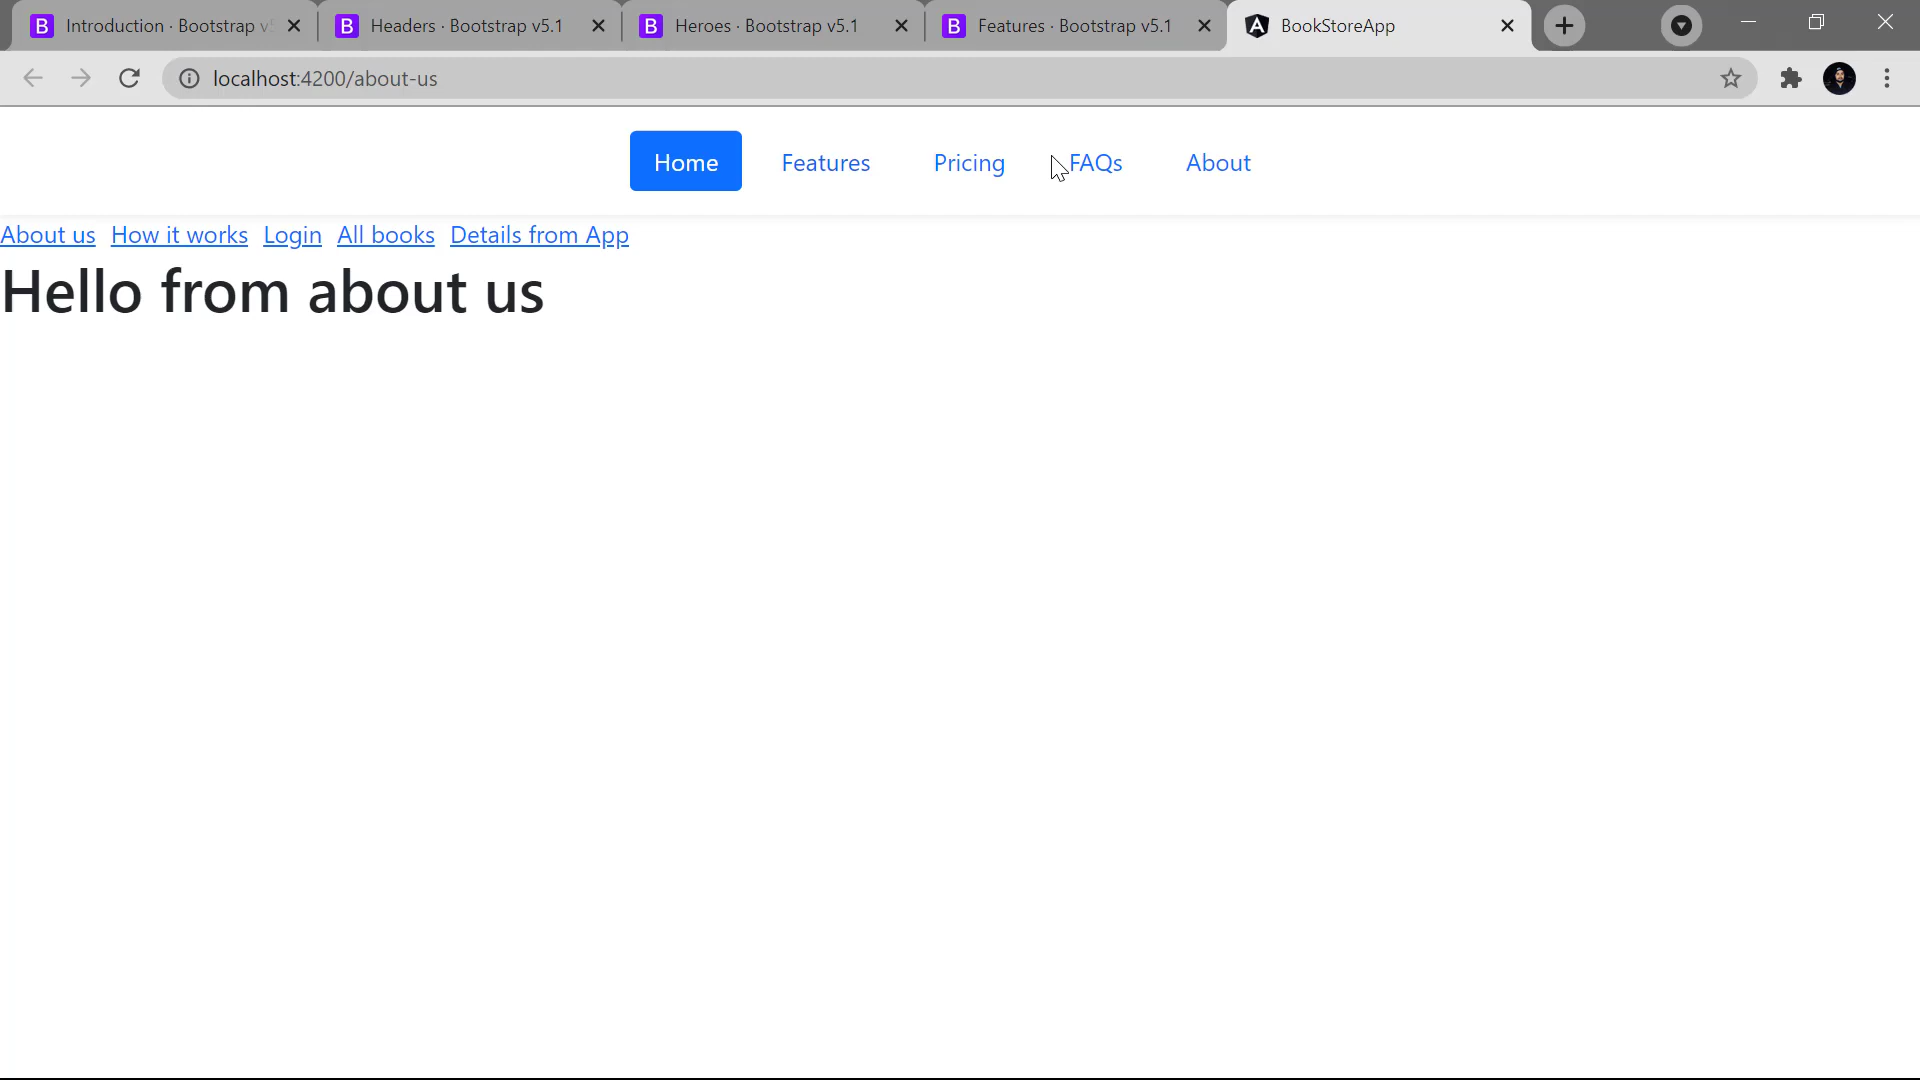 Introduction · Bootstrap v5 Headers · Bootstrap v5.1 Heroes · Bootstrap v5.1 Features · Bootstrap v5.1 BookStoreApp
localhost:4200/about-us
Home Features Pricing FAQs About
About us How it works Login All books Details from App
Hello from about us